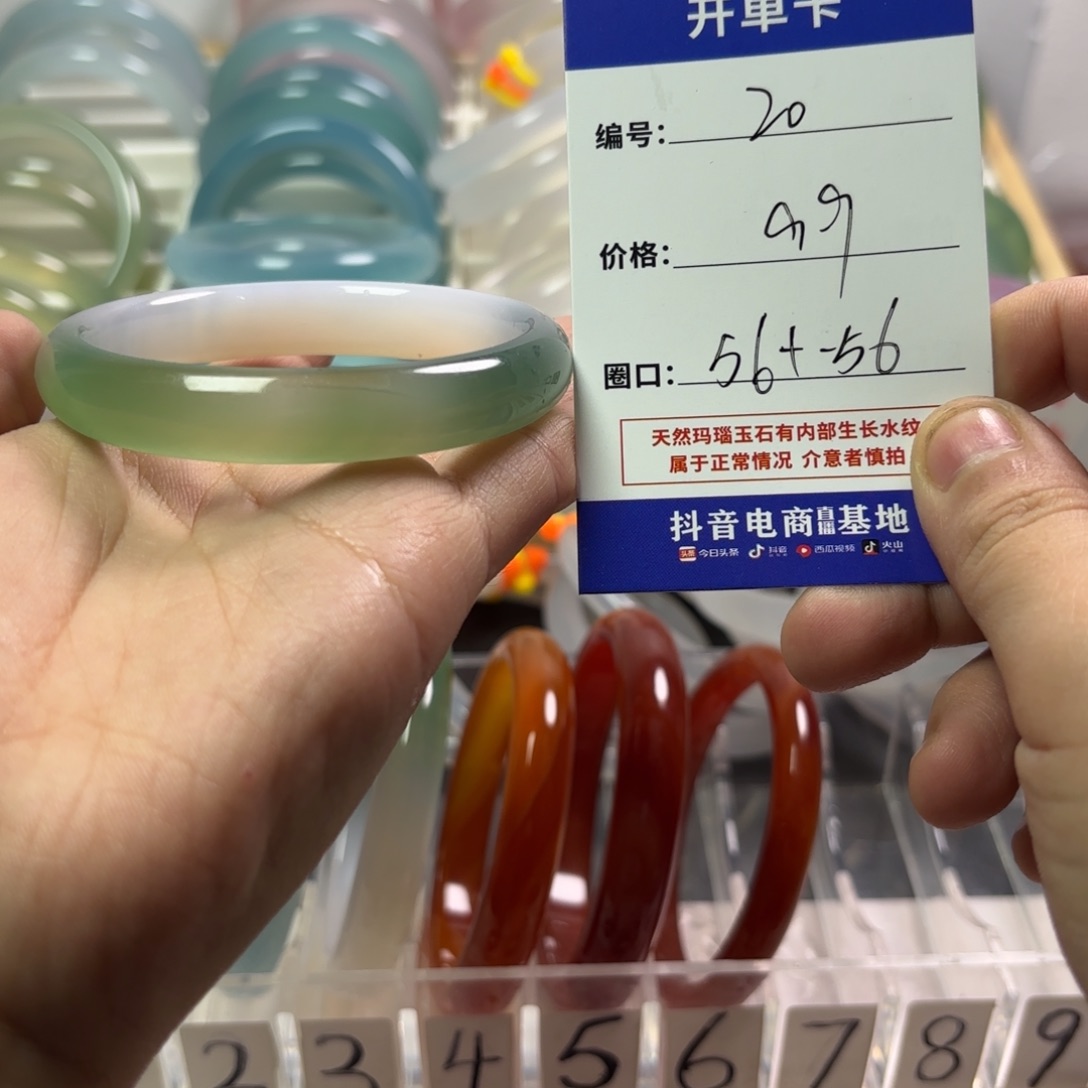 开单卡
编号: 20
价格: 99
圈口: 56+-56
天然玛瑙玉石有内部生长水纹
属于正常情况 介意者慎拍
抖音电商直播基地
头条 今日头条 抖音 西瓜视频 火山
2 3 4 5 6 7 8 9